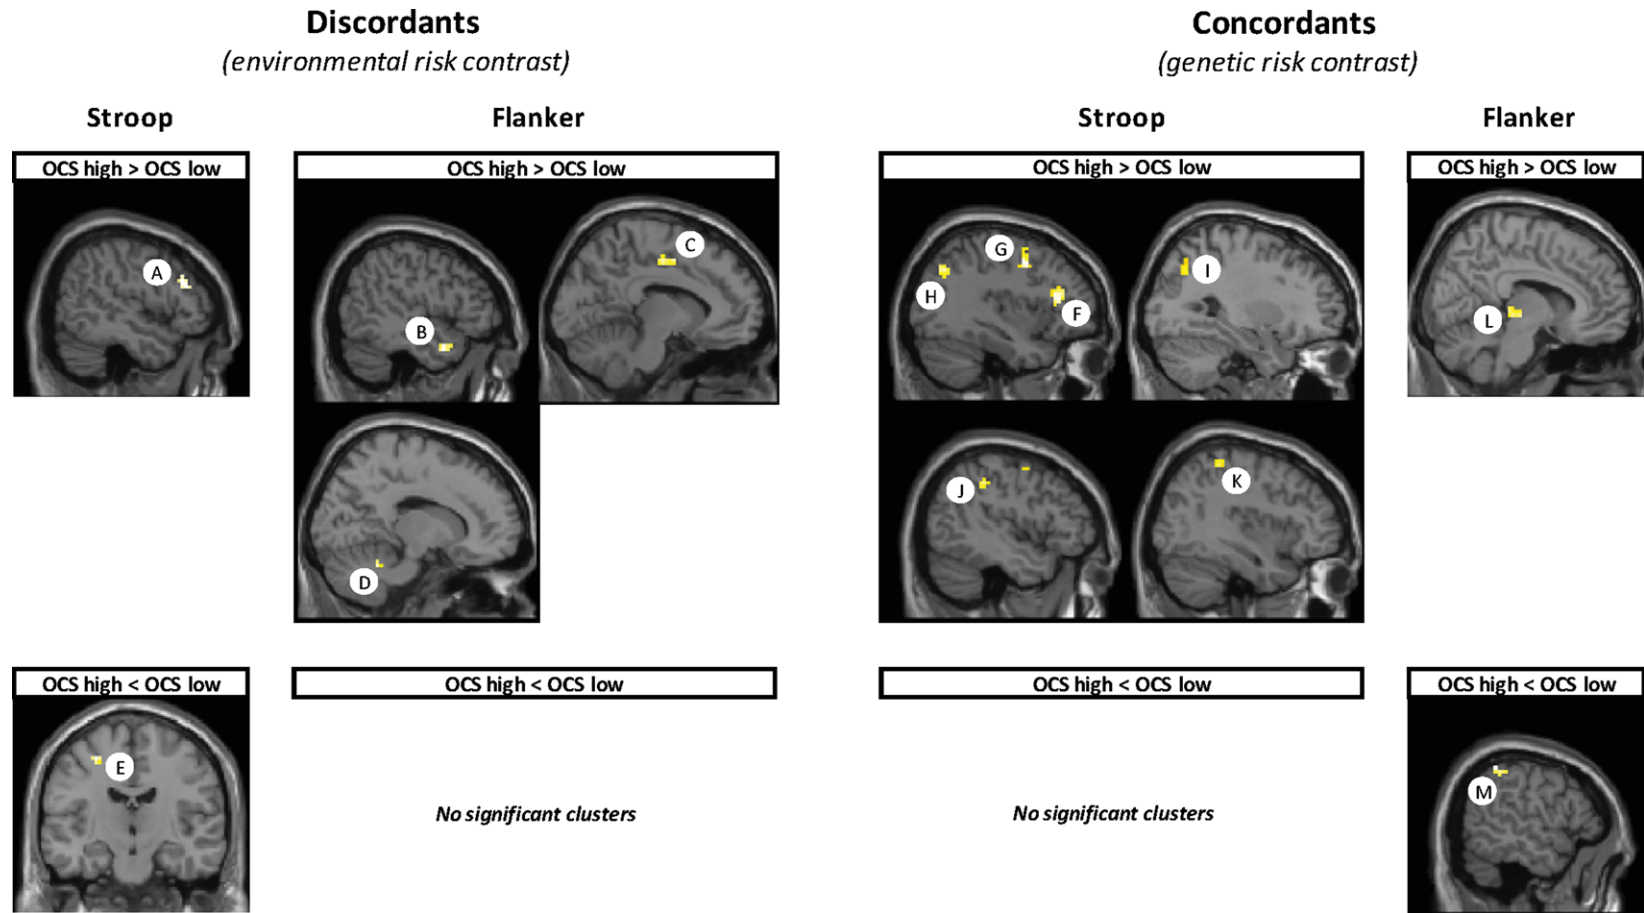 Discordants
(environmental risk contrast)
Concordants
(genetic risk contrast)
Stroop
Flanker
Stroop
Flanker
OCS high > OCS low
OCS high > OCS low
OCS high > OCS low
OCS high > OCS low
A
B
C
D
G
H
F
I
J
K
L
OCS high < OCS low
OCS high < OCS low
OCS high < OCS low
OCS high < OCS low
E
No significant clusters
No significant clusters
M